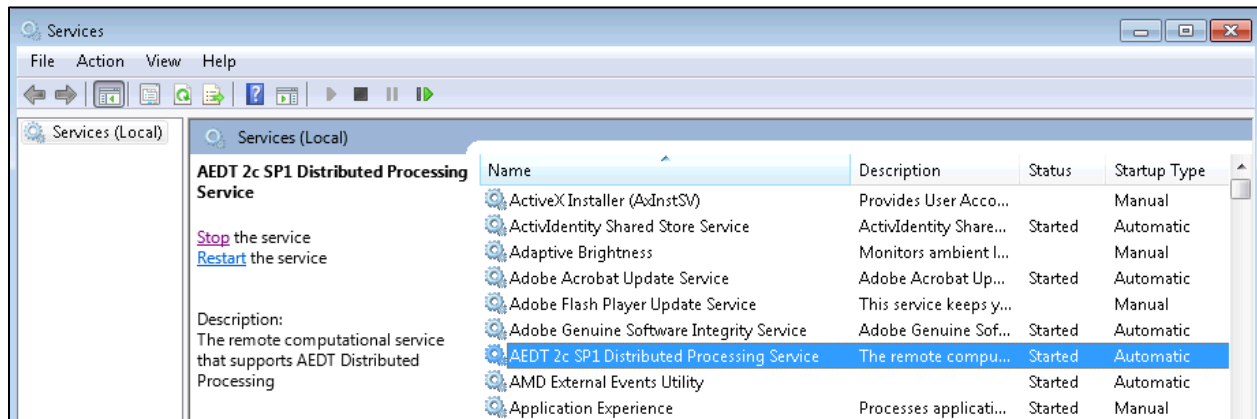 Services
File Action View Help
Services (Local)
Services (Local)
AEDT 2c SP1 Distributed Processing
Service
Stop the service
Restart the service
Description:
The remote computational service
that supports AEDT Distributed
Processing
Name Description Status Startup Type
ActiveX Installer (AxInstSV) Provides User Acco... Manual
ActivIdentity Shared Store Service ActivIdentity Share... Started Automatic
Adaptive Brightness Monitors ambient l... Manual
Adobe Acrobat Update Service Adobe Acrobat Up... Started Automatic
Adobe Flash Player Update Service This service keeps y... Manual
Adobe Genuine Software Integrity Service Adobe Genuine Sof... Started Automatic
AEDT 2c SP1 Distributed Processing Service The remote compu... Started Automatic
AMD External Events Utility Started Automatic
Application Experience Processes applicati... Started Manual